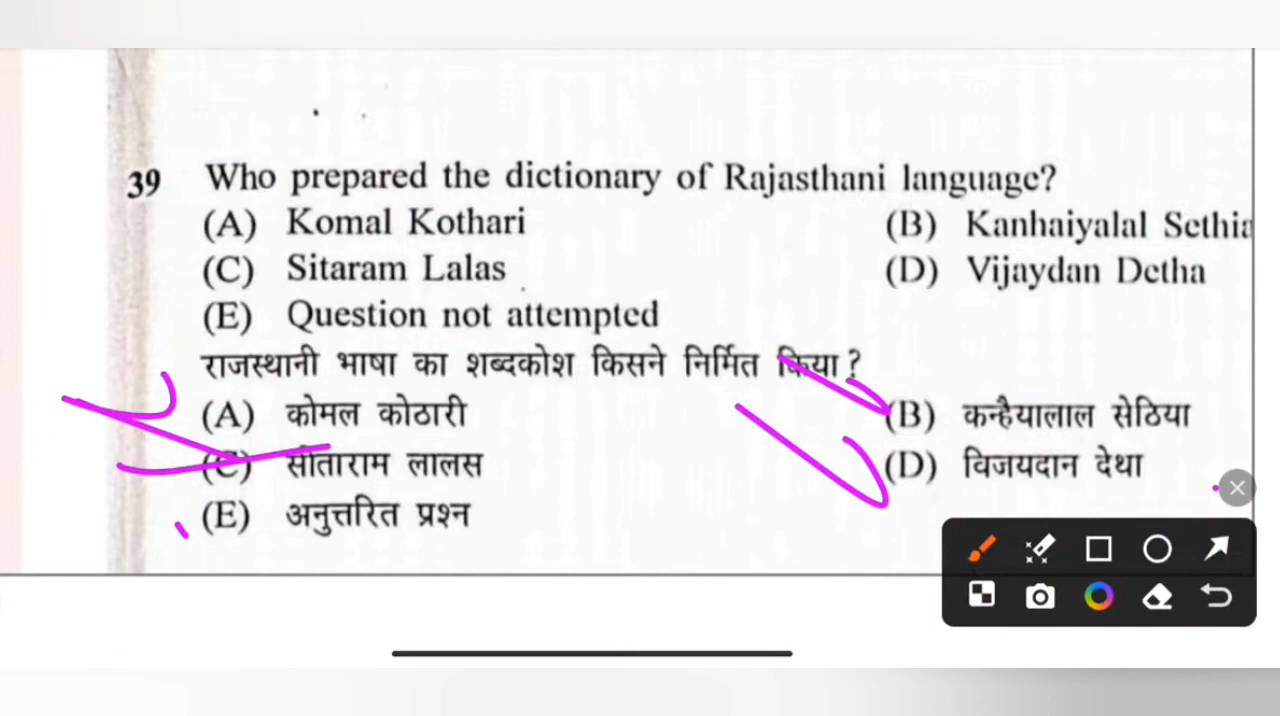 39 Who prepared the dictionary of Rajasthani language?
(A) Komal Kothari (B) Kanhaiyalal Sethia
(C) Sitaram Lalas (D) Vijaydan Detha
(E) Question not attempted
राजस्थानी भाषा का शब्दकोश किसने निर्मित किया ?
(A) कोमल कोठारी (B) कन्हैयालाल सेठिया
(C) सीताराम लालस (D) विजयदान देथा
(E) अनुत्तरित प्रश्न